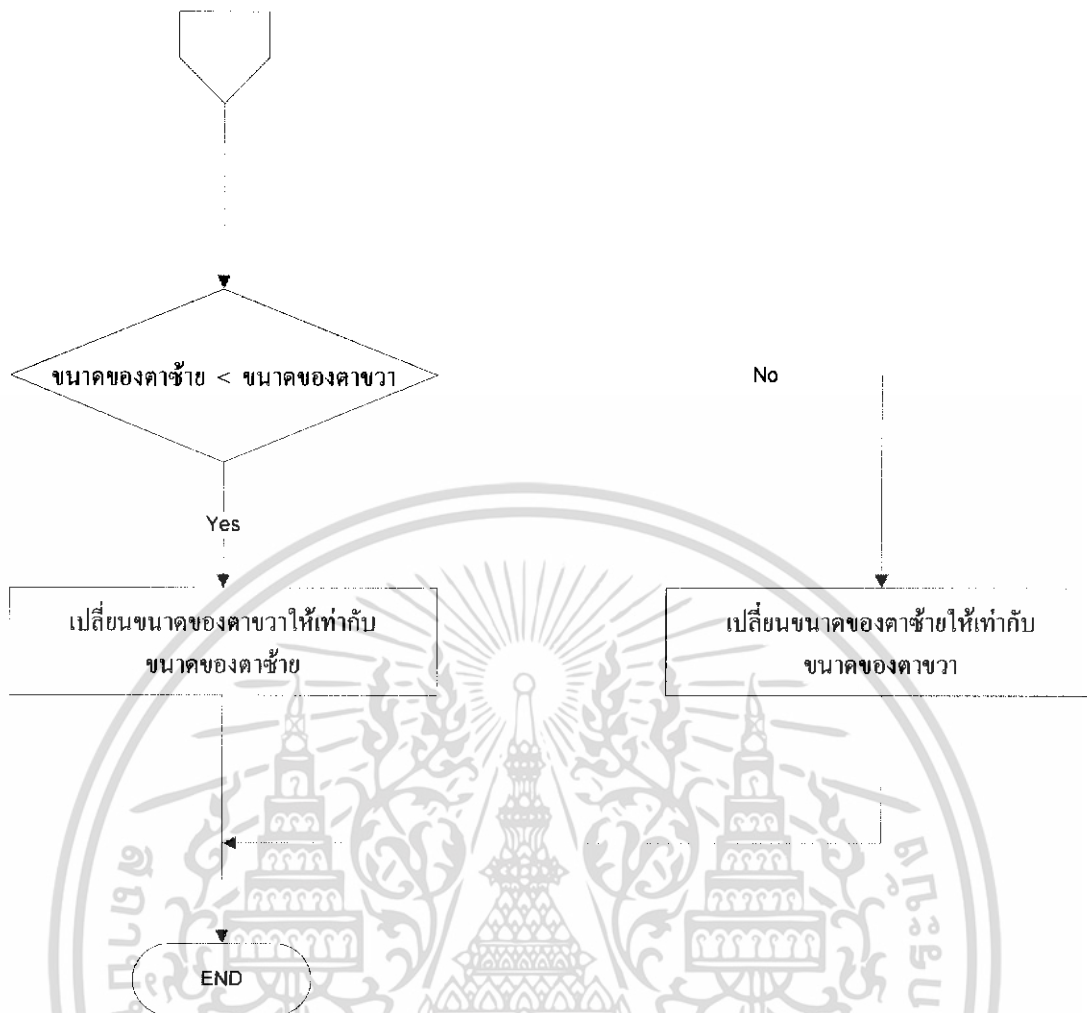 ขนาดของตาซ้าย < ขนาดของตาขวา
No
Yes
เปลี่ยนขนาดของตาขวาให้เท่ากับ
ขนาดของตาซ้าย
เปลี่ยนขนาดของตาซ้ายให้เท่ากับ
ขนาดของตาขวา
END